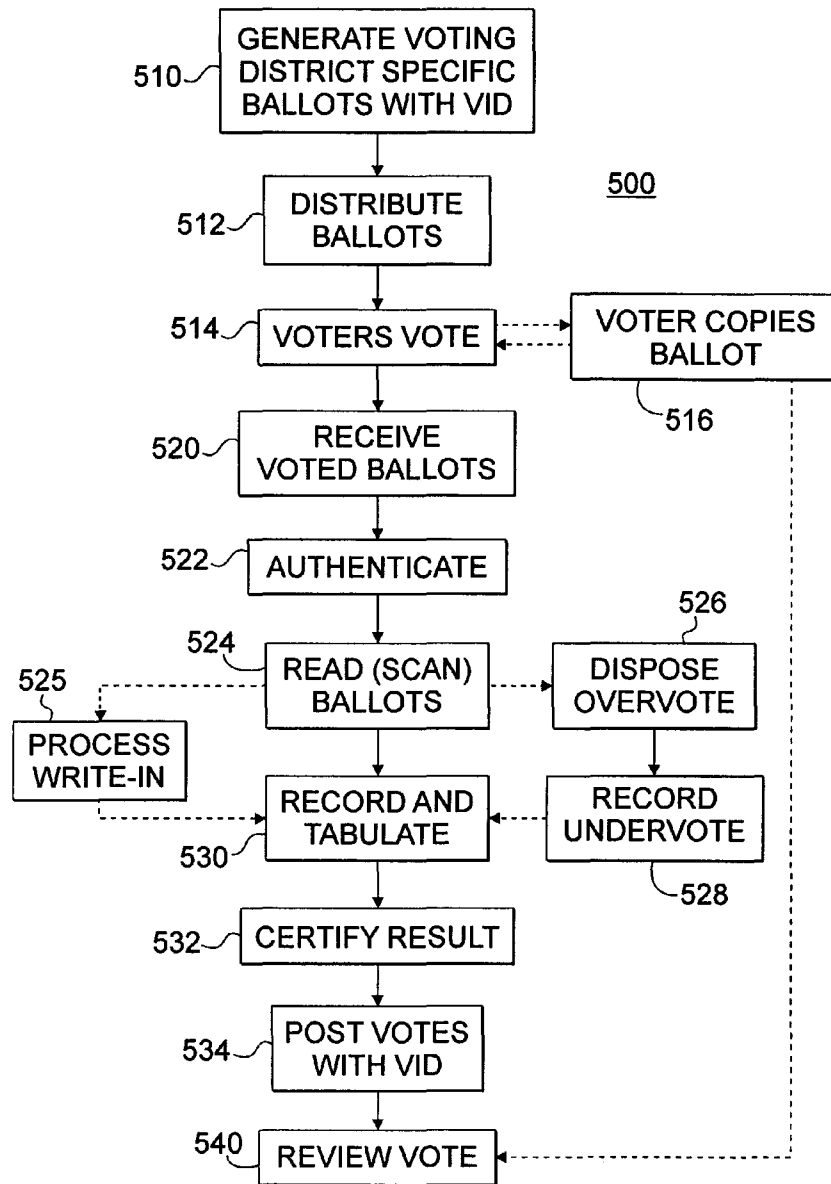 GENERATE VOTING
DISTRICT SPECIFIC
BALLOTS WITH VID
510
500
DISTRIBUTE
BALLOTS
512
514
VOTERS VOTE
VOTER COPIES
BALLOT
516
520
RECEIVE
VOTED BALLOTS
522
AUTHENTICATE
526
524
READ (SCAN)
BALLOTS
DISPOSE
OVERVOTE
525
PROCESS
WRITE-IN
RECORD AND
TABULATE
530
RECORD
UNDERVOTE
528
532
CERTIFY RESULT
534
POST VOTES
WITH VID
540
REVIEW VOTE